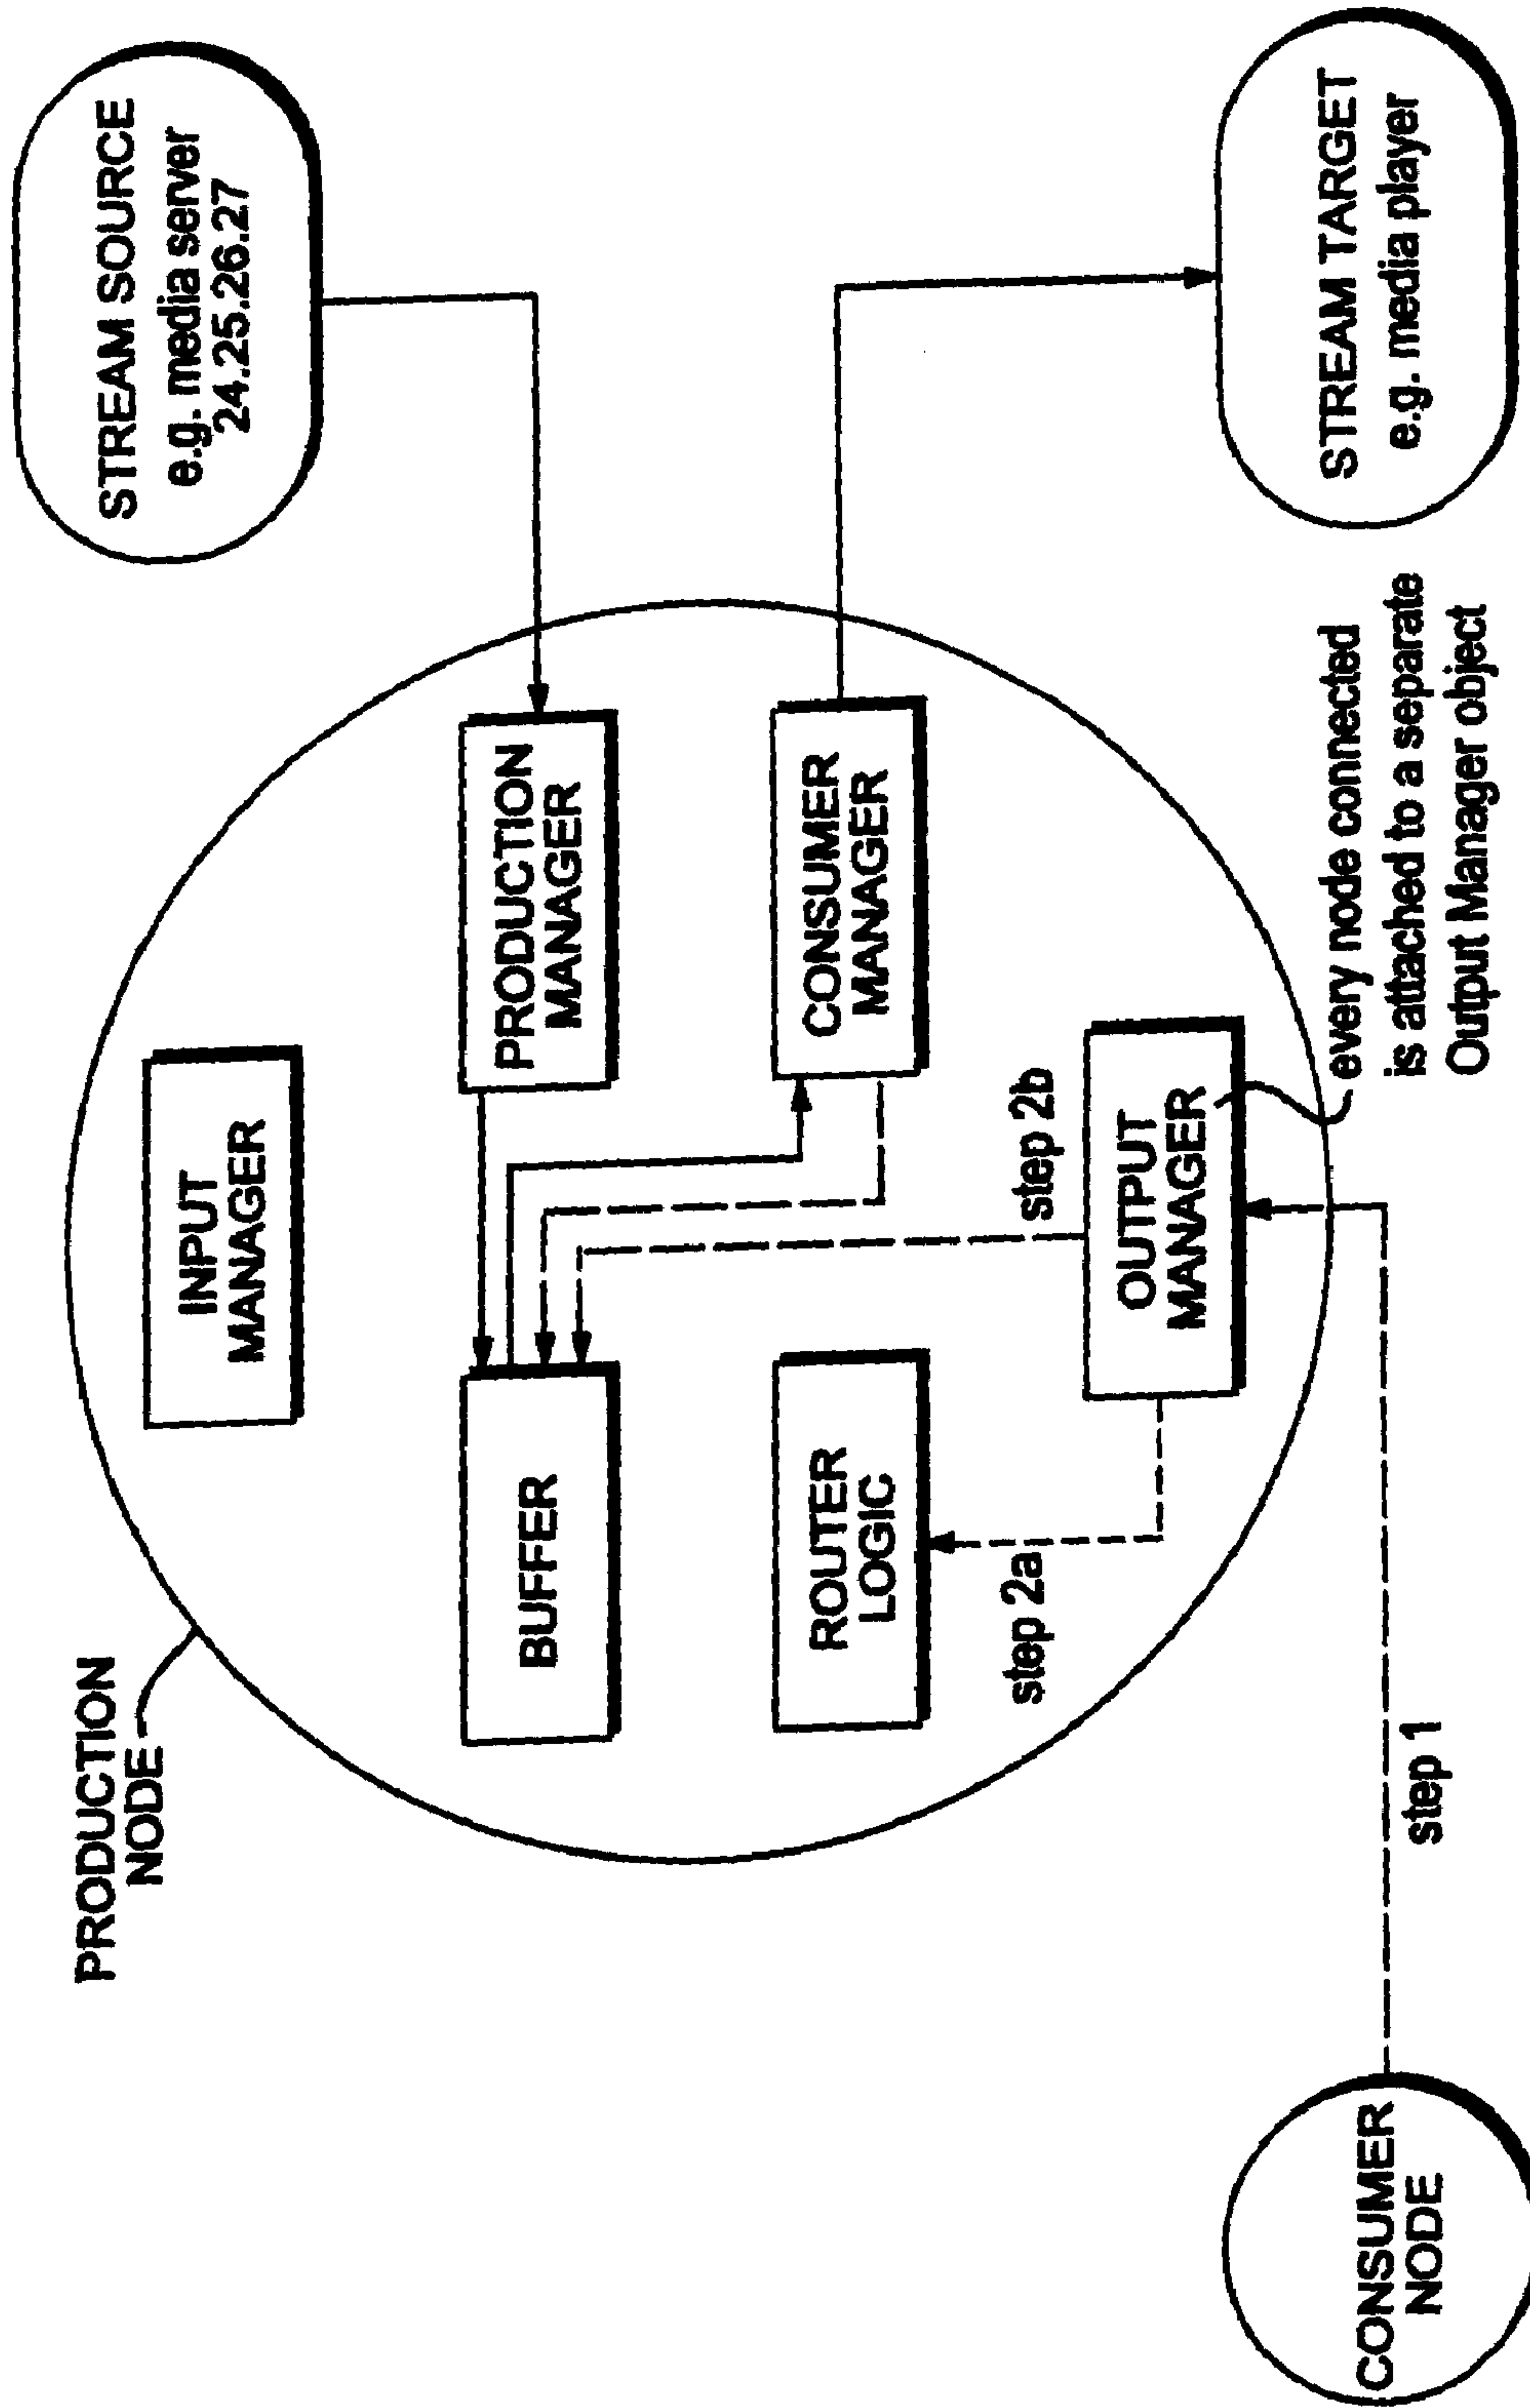 PRODUCTION
NODE
STREAM SOURCE
e.g. media server
24.25.26.27
INPUT
MANAGER
BUFFER
PRODUCTION
MANAGER
ROUTER
LOGIC
CONSUMER
MANAGER
step 2a
step 2b
OUTPUT
MANAGER
STREAM TARGET
e.g. media player
every node connected
is attached to a separate
Output Manager object
CONSUMER
NODE
step 1